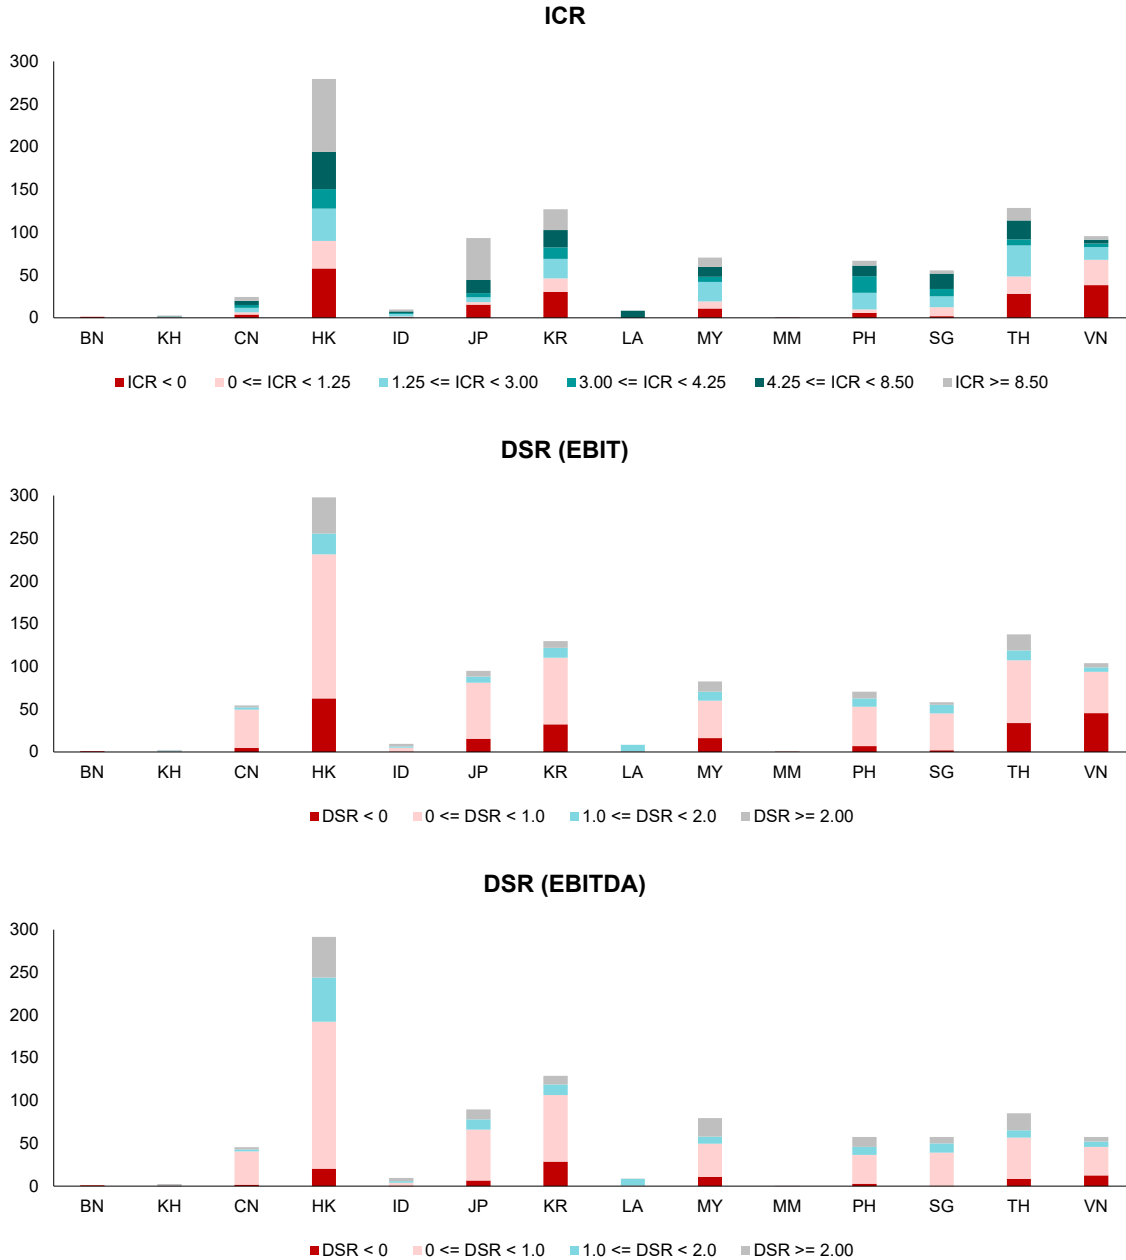 ICR
300
250
200
150
100
50
0
BN KH CN HK ID JP KR LA MY MM PH SG TH VN
ICR < 0 0 <= ICR < 1.25 1.25 <= ICR < 3.00 3.00 <= ICR < 4.25 4.25 <= ICR < 8.50 ICR >= 8.50
DSR (EBIT)
300
250
200
150
100
50
0
BN KH CN HK ID JP KR LA MY MM PH SG TH VN
DSR < 0 0 <= DSR < 1.0 1.0 <= DSR < 2.0 DSR >= 2.00
DSR (EBITDA)
300
250
200
150
100
50
0
BN KH CN HK ID JP KR LA MY MM PH SG TH VN
DSR < 0 0 <= DSR < 1.0 1.0 <= DSR < 2.0 DSR >= 2.00